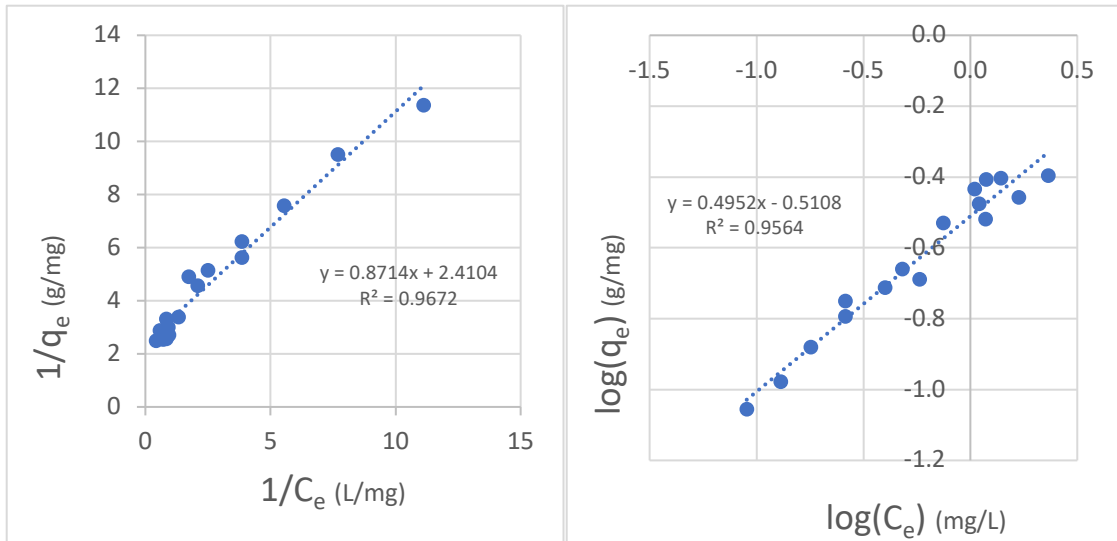 14
12
10
8
6
4
2
0
0 5 10 15
1/qe (g/mg)
1/Ce (L/mg)
y = 0.8714x + 2.4104
R² = 0.9672
0.0
-1.5 -1.0 -0.5 0.0 0.5
-0.2
-0.4
-0.6
-0.8
-1.0
-1.2
log(qe) (g/mg)
log(Ce) (mg/L)
y = 0.4952x - 0.5108
R² = 0.9564